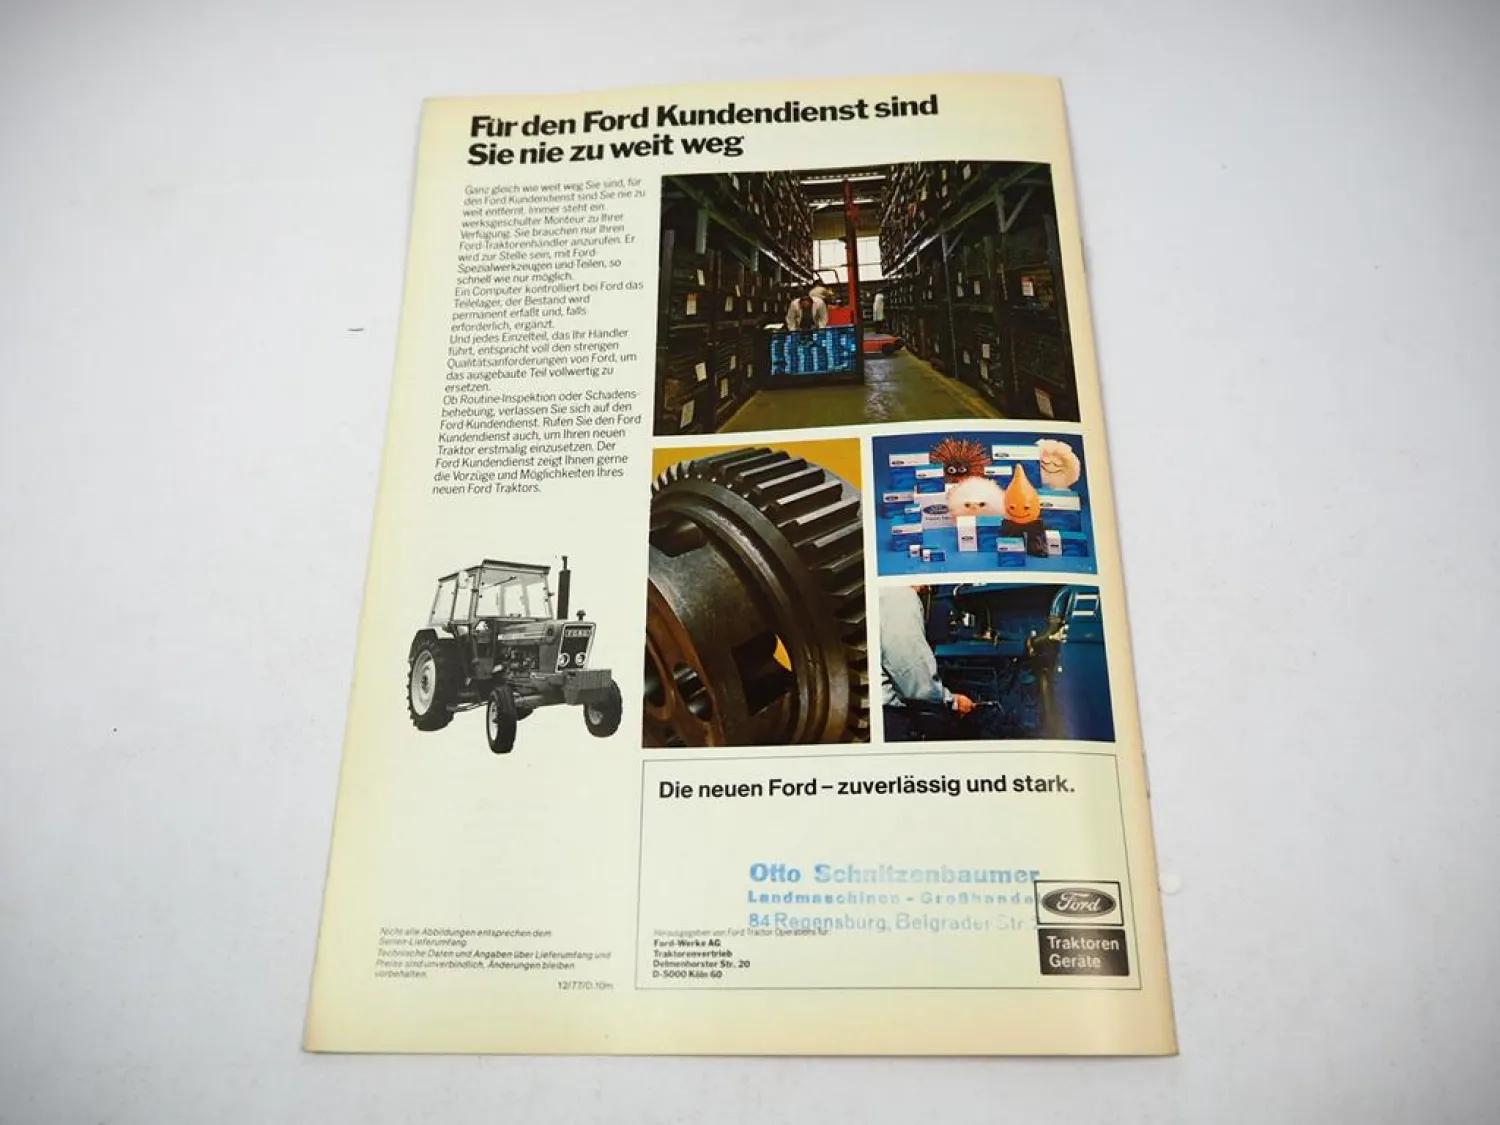 Für den Ford Kundendienst sind
Sie nie zu weit weg
Ganz gleich wie weit weg Sie sind, für
den Ford Kundendienst sind Sie nie zu
weit entfernt. Immer steht ein
werksgeschulter Monteur zu Ihrer
Verfügung. Sie brauchen nur Ihren
Ford-Traktorenhändler anzurufen. Er
wird zur Stelle sein, mit Ford-
Spezialwerkzeugen und Teilen, so
schnell wie nur möglich.
Ein Computer kontrolliert bei Ford das
Teilelager, der Bestand wird
permanent erfaßt und, falls
erforderlich, ergänzt.
Und jedes Einzelteil, das Ihr Händler
führt, entspricht voll den strengen
Qualitätsanforderungen von Ford, um
das ausgebaute Teil vollwertig zu
ersetzen.
Ob Routine-Inspektion oder Schadens-
behebung, verlassen Sie sich auf den
Ford-Kundendienst. Rufen Sie den Ford
Kundendienst auch, um Ihren neuen
Traktor erstmalig einzusetzen. Der
Ford Kundendienst zeigt Ihnen gerne
die Vorzüge und Möglichkeiten Ihres
neuen Ford Traktors.
FORD
Die neuen Ford – zuverlässig und stark.
Otto Schnitzenbaumer
Landmaschinen - Großhandel
84 Regensburg, Belgrader Str.
Herausgegeben von Ford Tractor Operations für:
Ford-Werke AG
Traktorenvertrieb
Delmenhorster Str. 20
D-5000 Köln 60
Ford
Traktoren
Geräte
Nicht alle Abbildungen entsprechen dem
Serien-Lieferumfang.
Technische Daten und Angaben über Lieferumfang und
Preise sind unverbindlich, Änderungen bleiben
vorbehalten.
12/77/D.10m